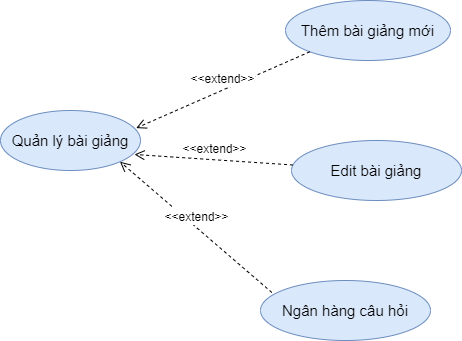 Thêm bài giảng mới
<<extend>>
Quản lý bài giảng
<<extend>>
Edit bài giảng
<<extend>>
Ngân hàng câu hỏi